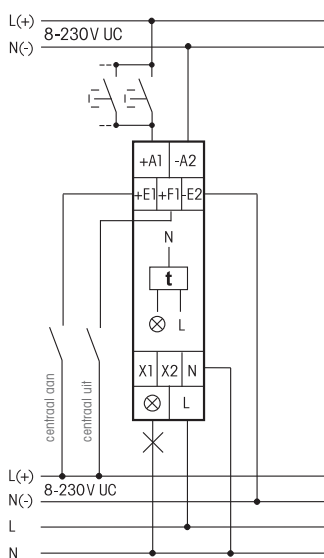 L(+)
8-230V UC
N(-)
+A1 -A2
+E1 +F1 -E2
N
t
L
X1 X2 N
L
centraal aan
centraal uit
L(+)
8-230V UC
N(-)
L
N